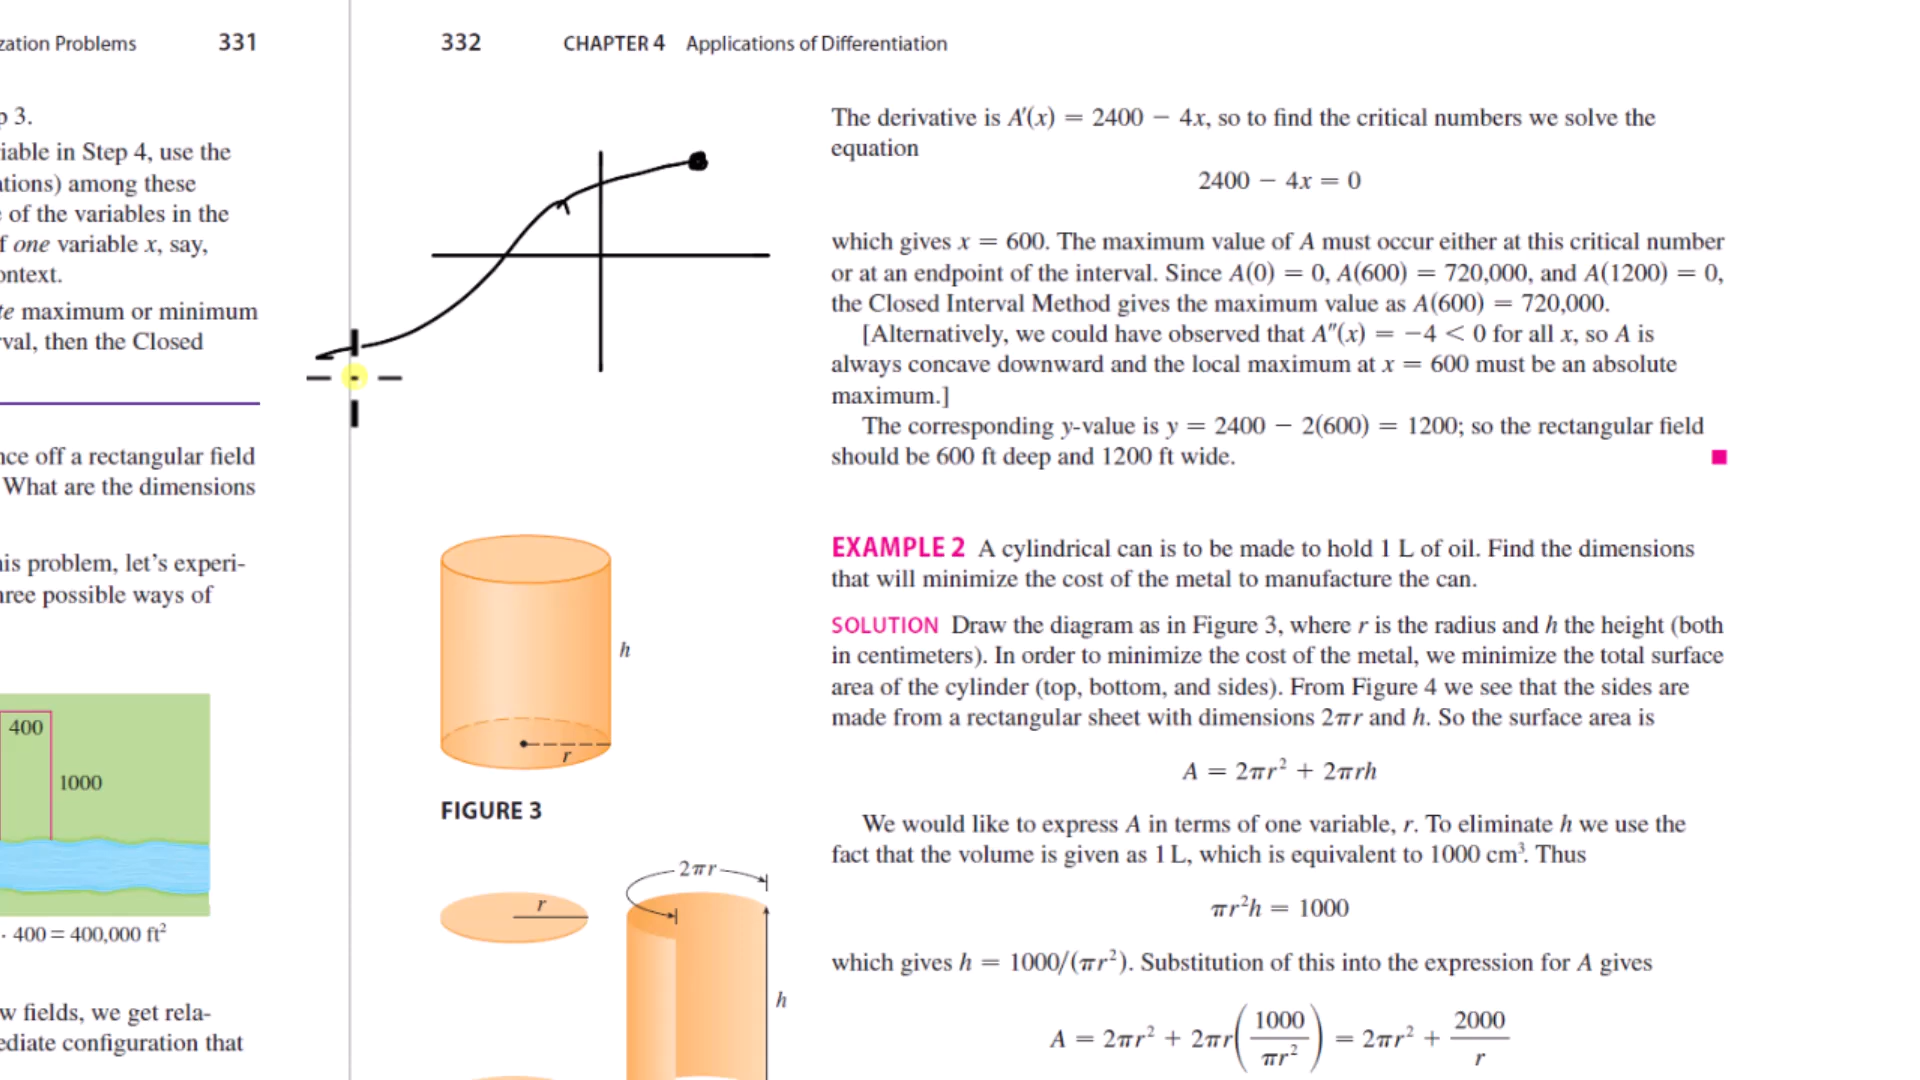 zation Problems 331
p 3.
iable in Step 4, use the
ations) among these
of the variables in the
f one variable x, say,
ontext.
te maximum or minimum
rval, then the Closed
nce off a rectangular field
What are the dimensions
his problem, let's experi-
hree possible ways of
400
1000
· 400 = 400,000 ft²
w fields, we get rela-
ediate configuration that
332 CHAPTER 4 Applications of Differentiation
The derivative is A′(x) = 2400 − 4x, so to find the critical numbers we solve the
equation
2400 − 4x = 0
which gives x = 600. The maximum value of A must occur either at this critical number
or at an endpoint of the interval. Since A(0) = 0, A(600) = 720,000, and A(1200) = 0,
the Closed Interval Method gives the maximum value as A(600) = 720,000.
[Alternatively, we could have observed that A″(x) = −4 < 0 for all x, so A is
always concave downward and the local maximum at x = 600 must be an absolute
maximum.]
The corresponding y-value is y = 2400 − 2(600) = 1200; so the rectangular field
should be 600 ft deep and 1200 ft wide.
h
r
FIGURE 3
2πr
r
h
EXAMPLE 2 A cylindrical can is to be made to hold 1 L of oil. Find the dimensions
that will minimize the cost of the metal to manufacture the can.
SOLUTION Draw the diagram as in Figure 3, where r is the radius and h the height (both
in centimeters). In order to minimize the cost of the metal, we minimize the total surface
area of the cylinder (top, bottom, and sides). From Figure 4 we see that the sides are
made from a rectangular sheet with dimensions 2πr and h. So the surface area is
A = 2πr² + 2πrh
We would like to express A in terms of one variable, r. To eliminate h we use the
fact that the volume is given as 1 L, which is equivalent to 1000 cm³. Thus
πr²h = 1000
which gives h = 1000/(πr²). Substitution of this into the expression for A gives
A = 2πr² + 2πr(1000/πr²) = 2πr² + 2000/r